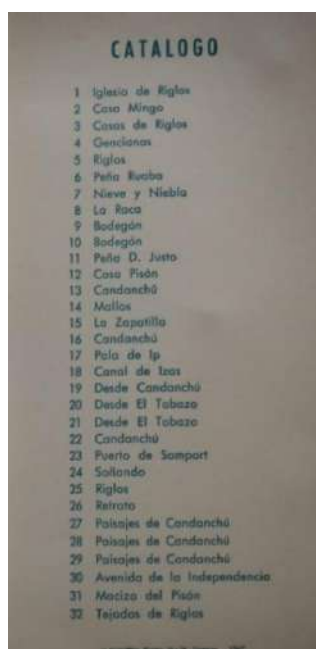 CATALOGO
1 Iglesia de Riglos
2 Casa Mingo
3 Casas de Riglos
4 Gencianas
5 Riglos
6 Peña Ruaba
7 Nieve y Niebla
8 La Raca
9 Bodegón
10 Bodegón
11 Peña D. Justo
12 Casa Pisón
13 Candanchú
14 Mallos
15 La Zapatilla
16 Candanchú
17 Pala de Ip
18 Canal de Izas
19 Desde Candanchú
20 Desde El Tobazo
21 Desde El Tobazo
22 Candanchú
23 Puerto de Somport
24 Soñando
25 Riglos
26 Retrato
27 Paisajes de Candanchú
28 Paisajes de Candanchú
29 Paisajes de Candanchú
30 Avenida de la Independencia
31 Macizo del Pisón
32 Tejados de Riglos